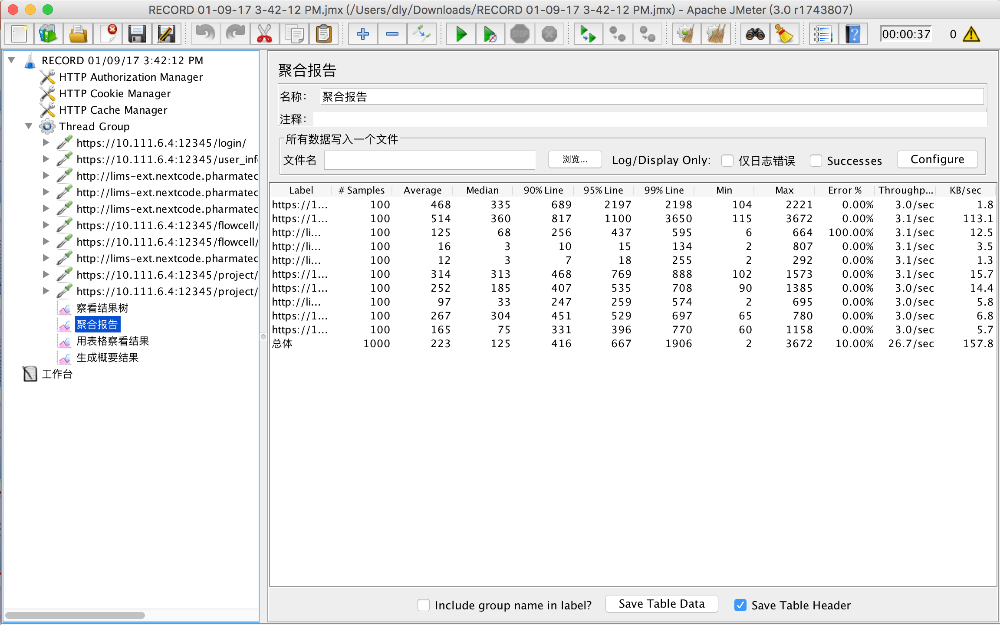 RECORD 01-09-17 3-42-12 PM.jmx (/Users/dly/Downloads/RECORD 01-09-17 3-42-12 PM.jmx) - Apache JMeter (3.0 r1743807)
STOP
00:00:37 0
RECORD 01/09/17 3:42:12 PM
HTTP Authorization Manager
HTTP Cookie Manager
HTTP Cache Manager
Thread Group
https://10.111.6.4:12345/login/
https://10.111.6.4:12345/user_inf
http://lims-ext.nextcode.pharmatec
http://lims-ext.nextcode.pharmatec
http://lims-ext.nextcode.pharmatec
https://10.111.6.4:12345/flowcell/
https://10.111.6.4:12345/flowcell/
http://lims-ext.nextcode.pharmatec
https://10.111.6.4:12345/project/
https://10.111.6.4:12345/project/
察看结果树
聚合报告
用表格察看结果
生成概要结果
工作台
聚合报告
名称: 聚合报告
注释:
所有数据写入一个文件
文件名 浏览... Log/Display Only: 仅日志错误 Successes Configure
Label # Samples Average Median 90% Line 95% Line 99% Line Min Max Error % Throughp... KB/sec
https://1... 100 468 335 689 2197 2198 104 2221 0.00% 3.0/sec 1.8
https://1... 100 514 360 817 1100 3650 115 3672 0.00% 3.1/sec 113.1
http://li... 100 125 68 256 437 595 6 664 100.00% 3.1/sec 12.5
http://li... 100 16 3 10 15 134 2 807 0.00% 3.1/sec 3.5
http://li... 100 12 3 7 18 255 2 292 0.00% 3.1/sec 1.3
https://1... 100 314 313 468 769 888 102 1573 0.00% 3.1/sec 15.7
https://1... 100 252 185 407 535 708 90 1385 0.00% 3.0/sec 14.4
http://li... 100 97 33 247 259 574 2 695 0.00% 3.0/sec 5.8
https://1... 100 267 304 451 529 697 65 780 0.00% 3.0/sec 6.8
https://1... 100 165 75 331 396 770 60 1158 0.00% 3.0/sec 5.7
总体 1000 223 125 416 667 1906 2 3672 10.00% 26.7/sec 157.8
Include group name in label? Save Table Data Save Table Header